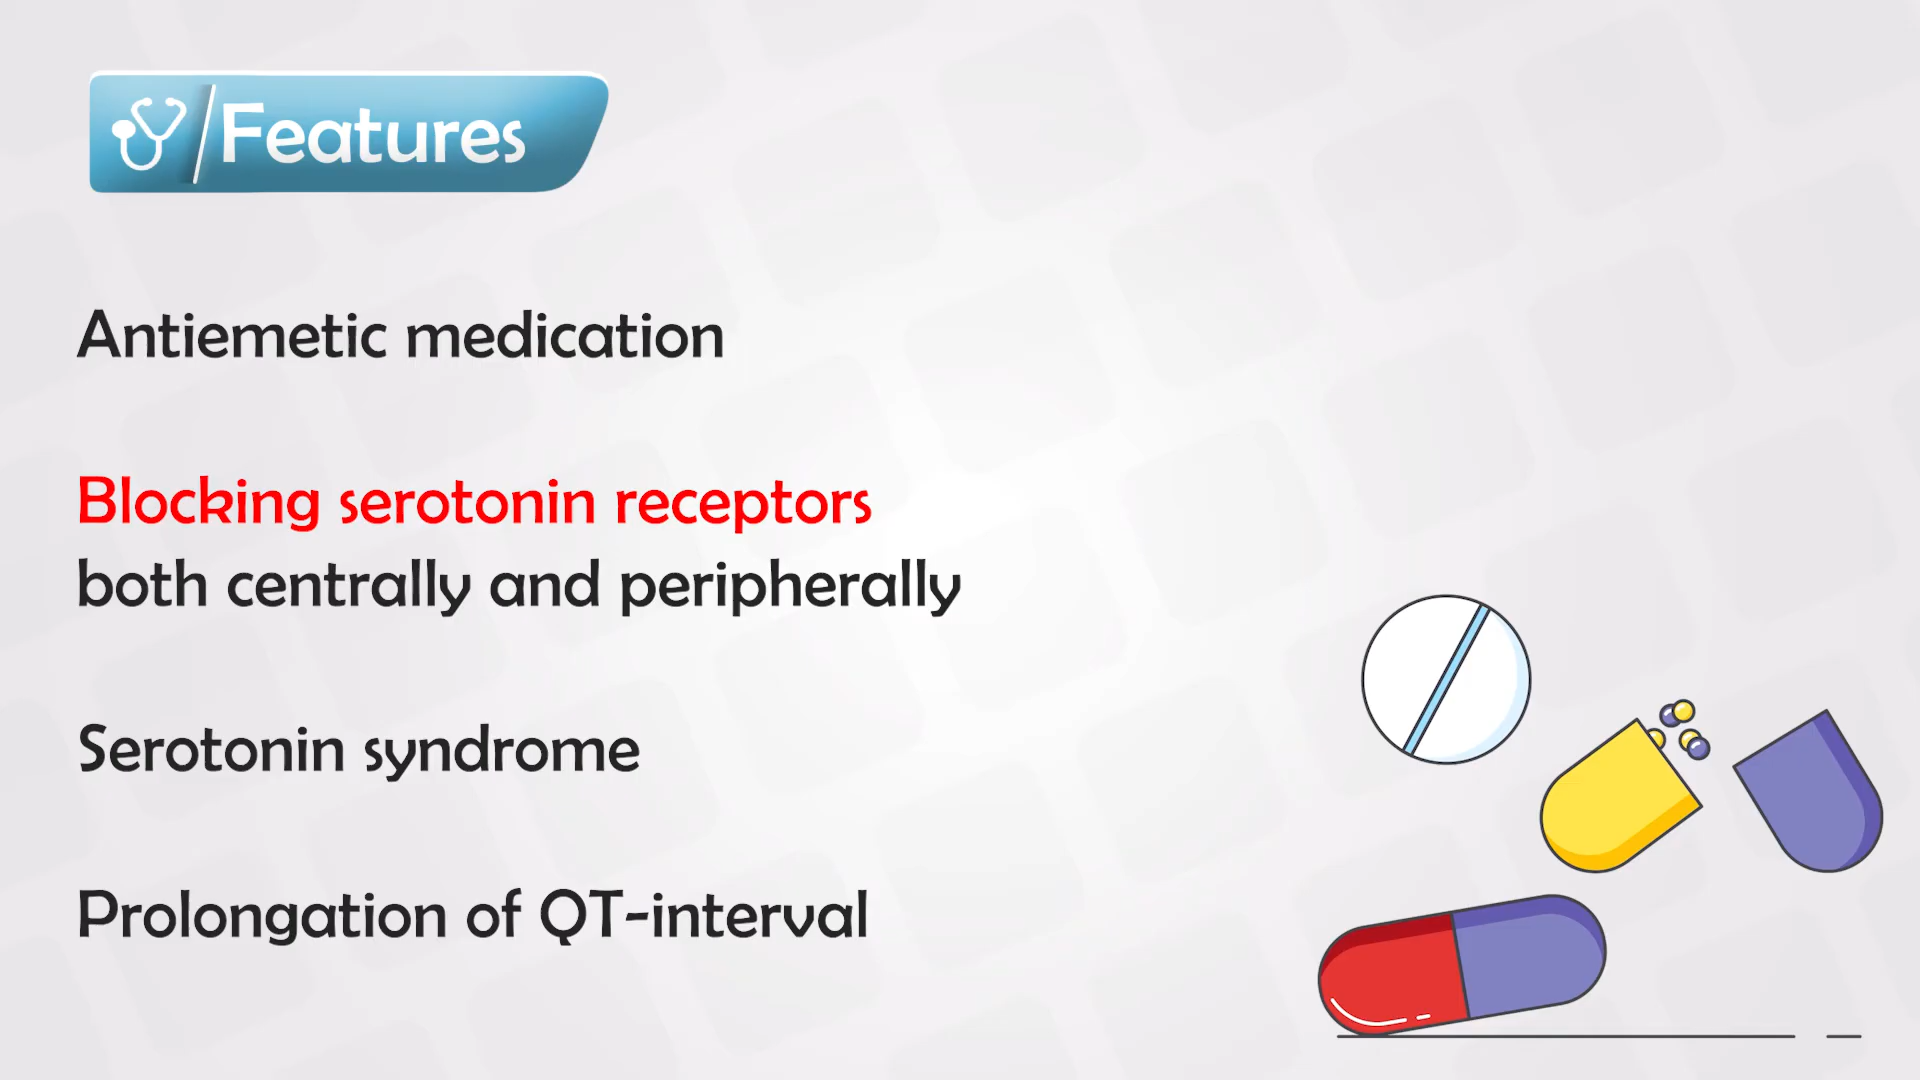 Features
Antiemetic medication
Blocking serotonin receptors
both centrally and peripherally
Serotonin syndrome
Prolongation of QT-interval